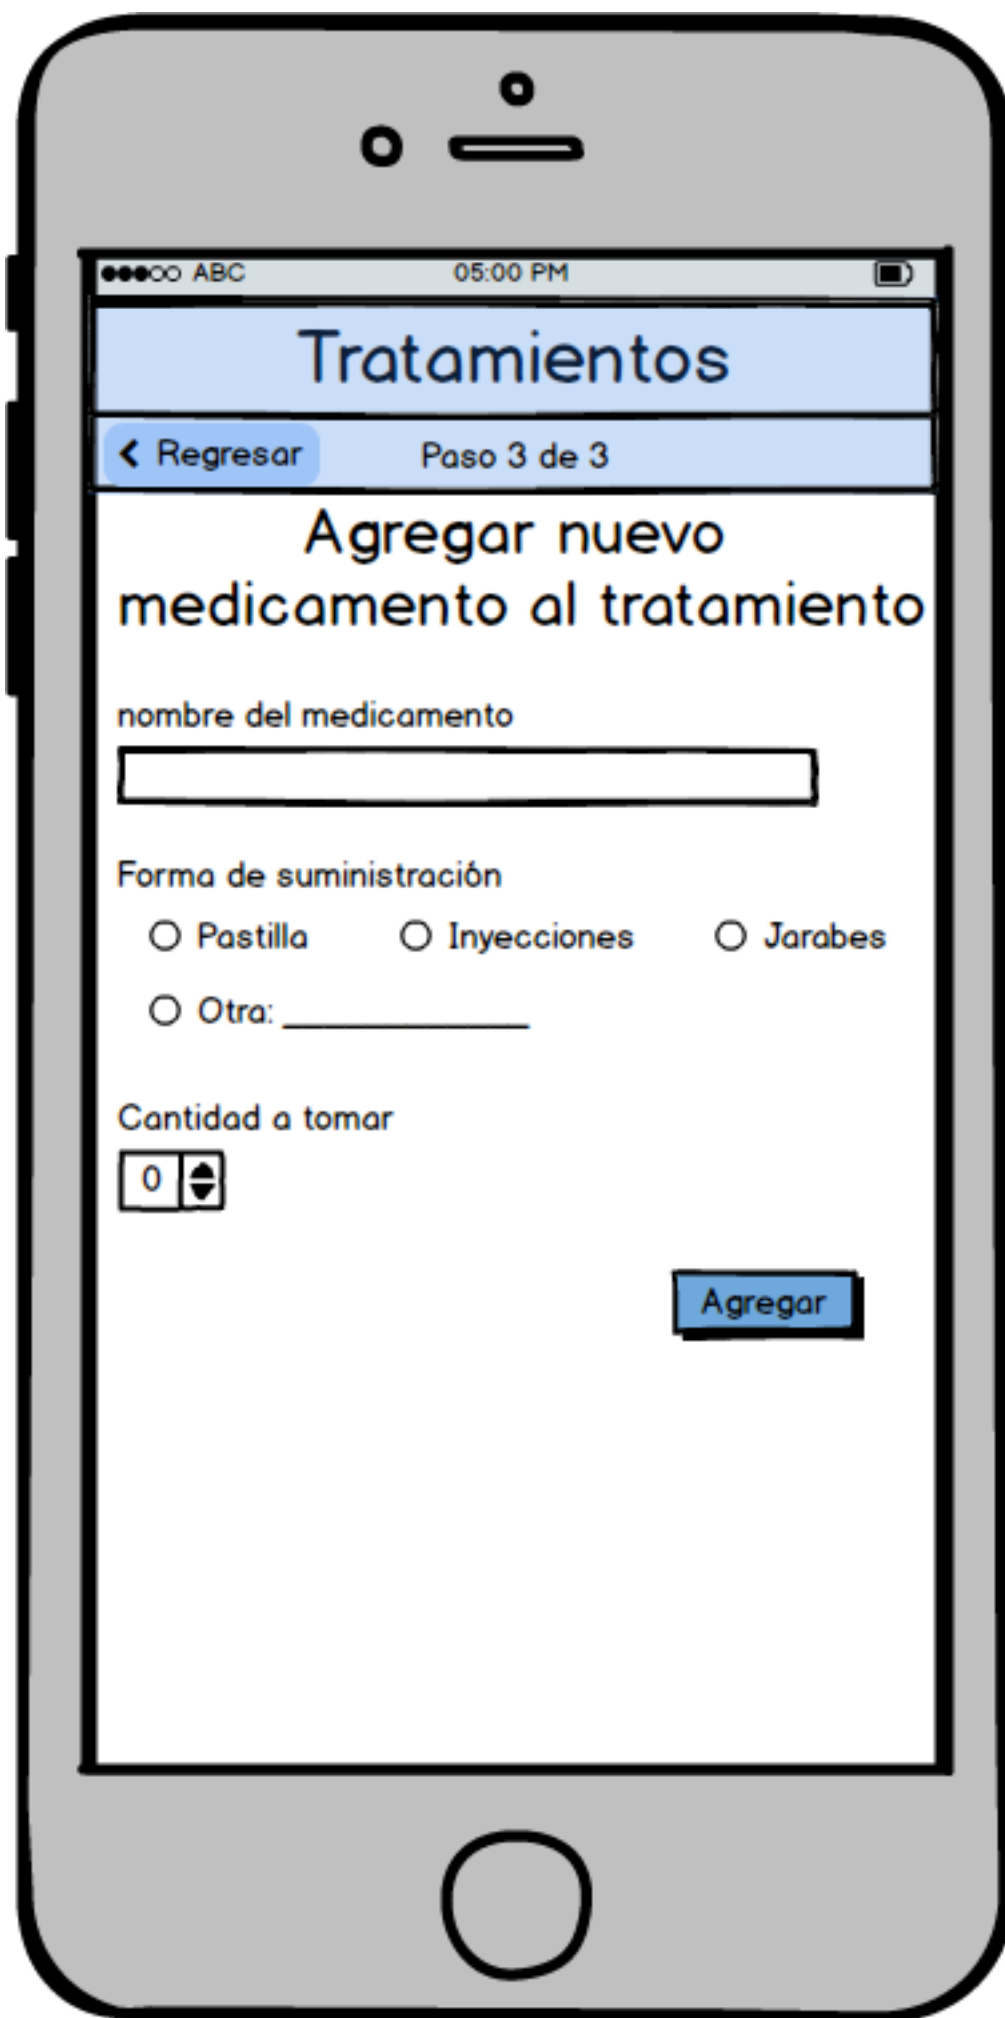 ABC 05:00 PM
Tratamientos
Regresar Paso 3 de 3
Agregar nuevo
medicamento al tratamiento
nombre del medicamento
Forma de suministración
Pastilla Inyecciones Jarabes
Otra: ____________
Cantidad a tomar
0
Agregar